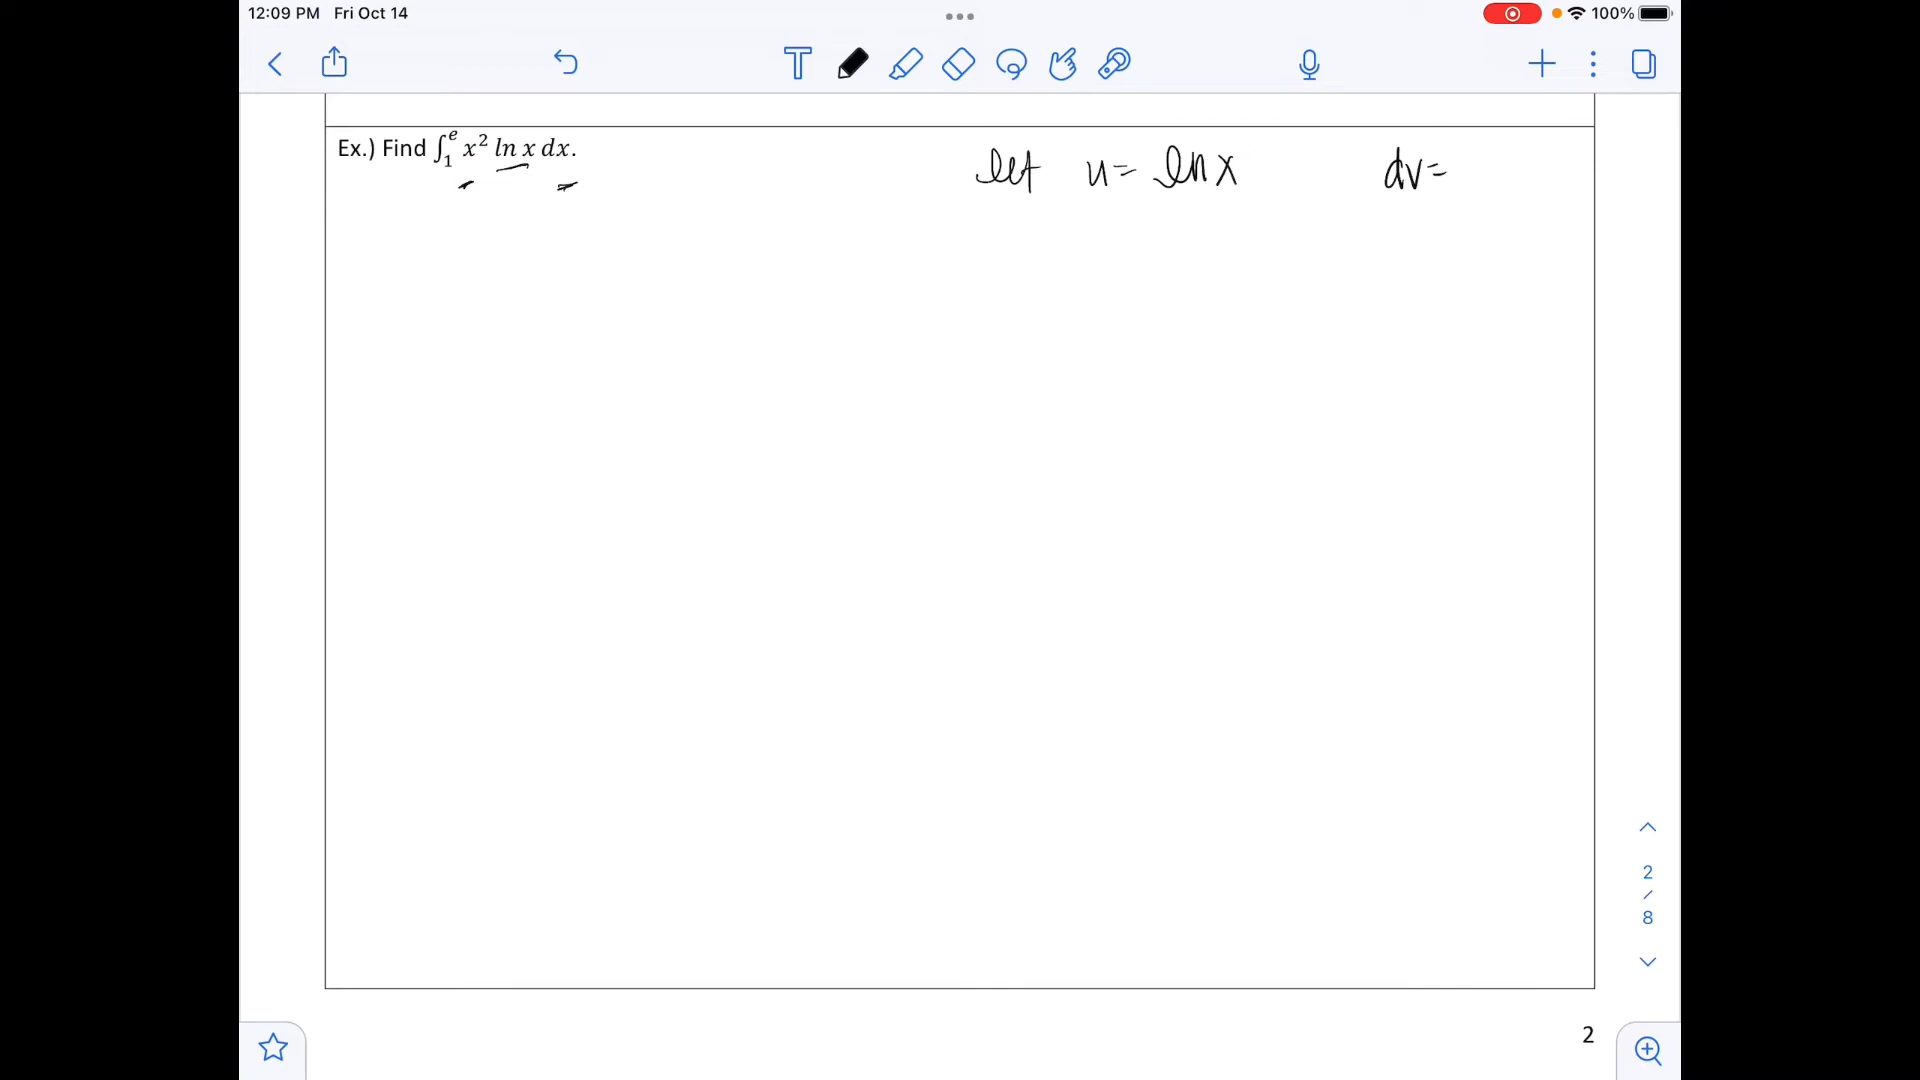 12:09 PM Fri Oct 14
100%
Ex.) Find ∫₁ᵉ x² ln x dx.
let u= ln x dv=
2
/
8
2